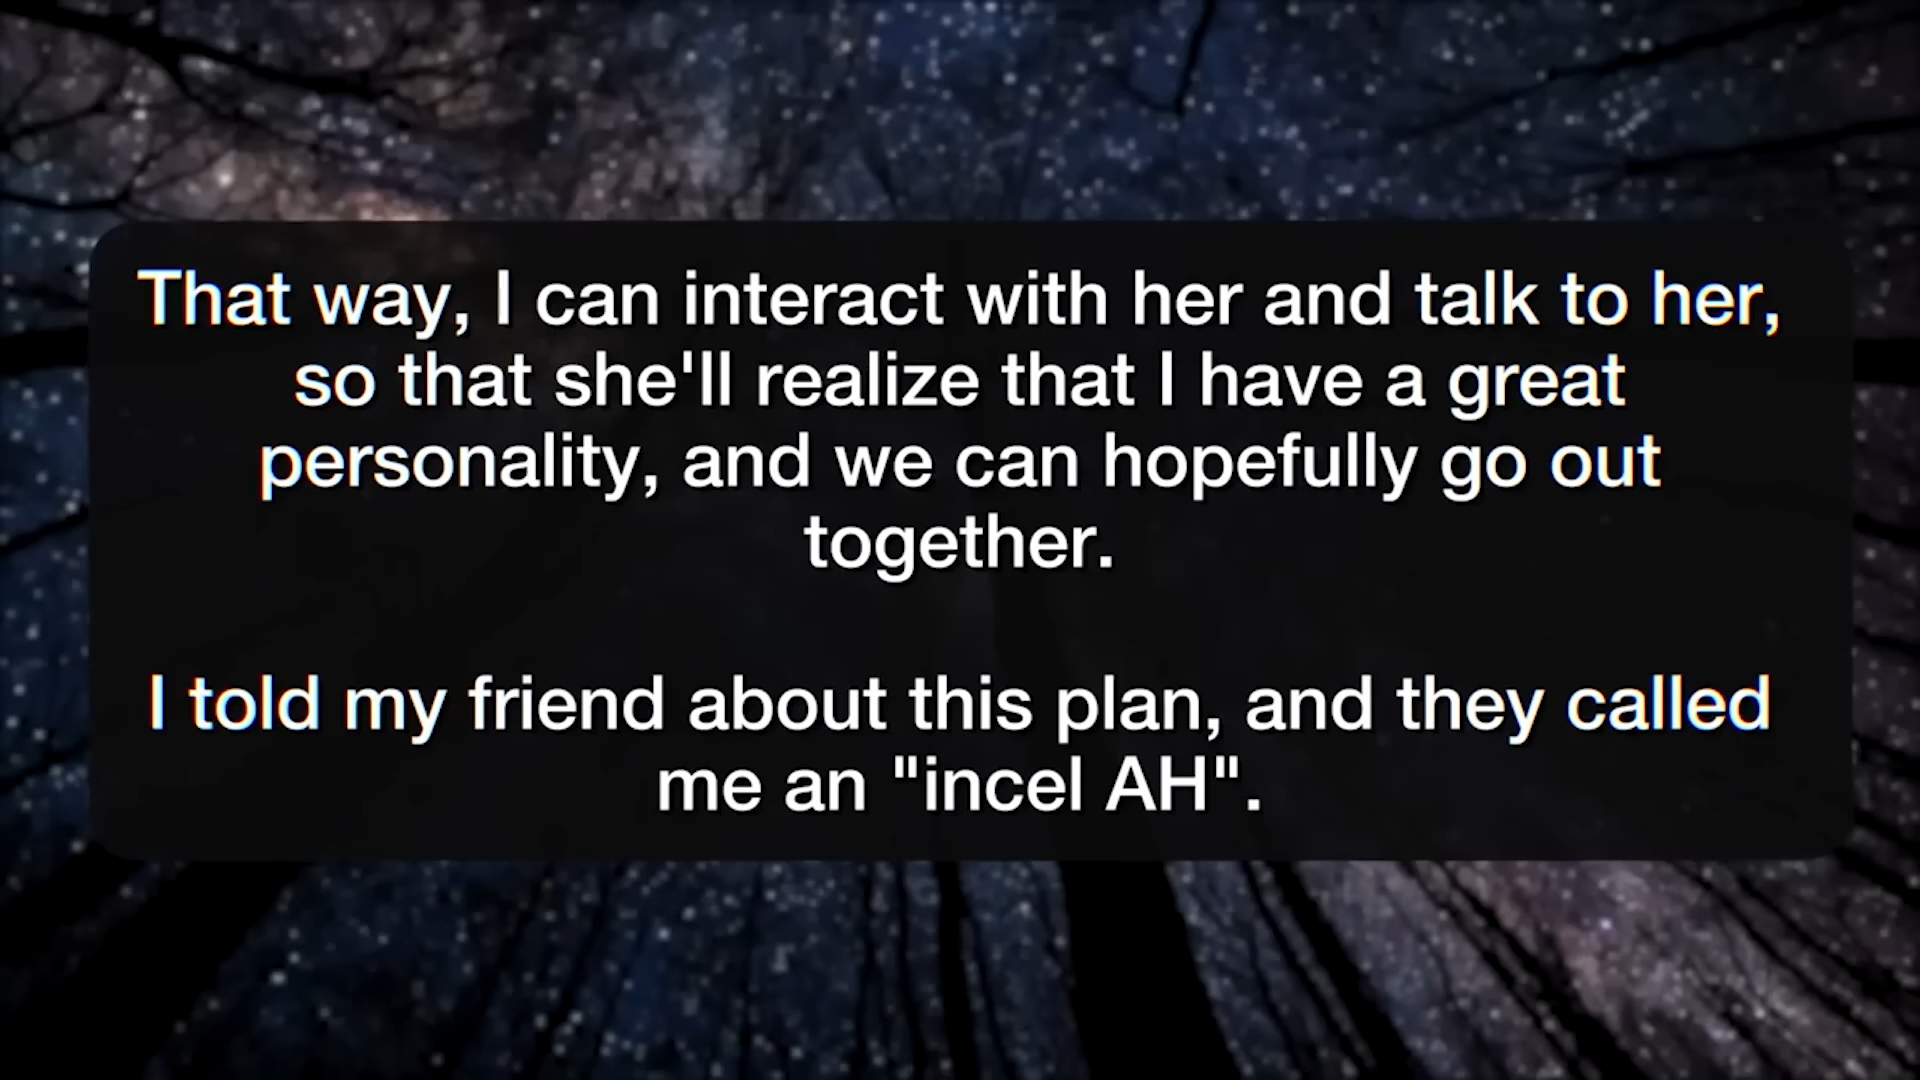 That way, I can interact with her and talk to her,
so that she'll realize that I have a great
personality, and we can hopefully go out
together.
I told my friend about this plan, and they called
me an "incel AH".